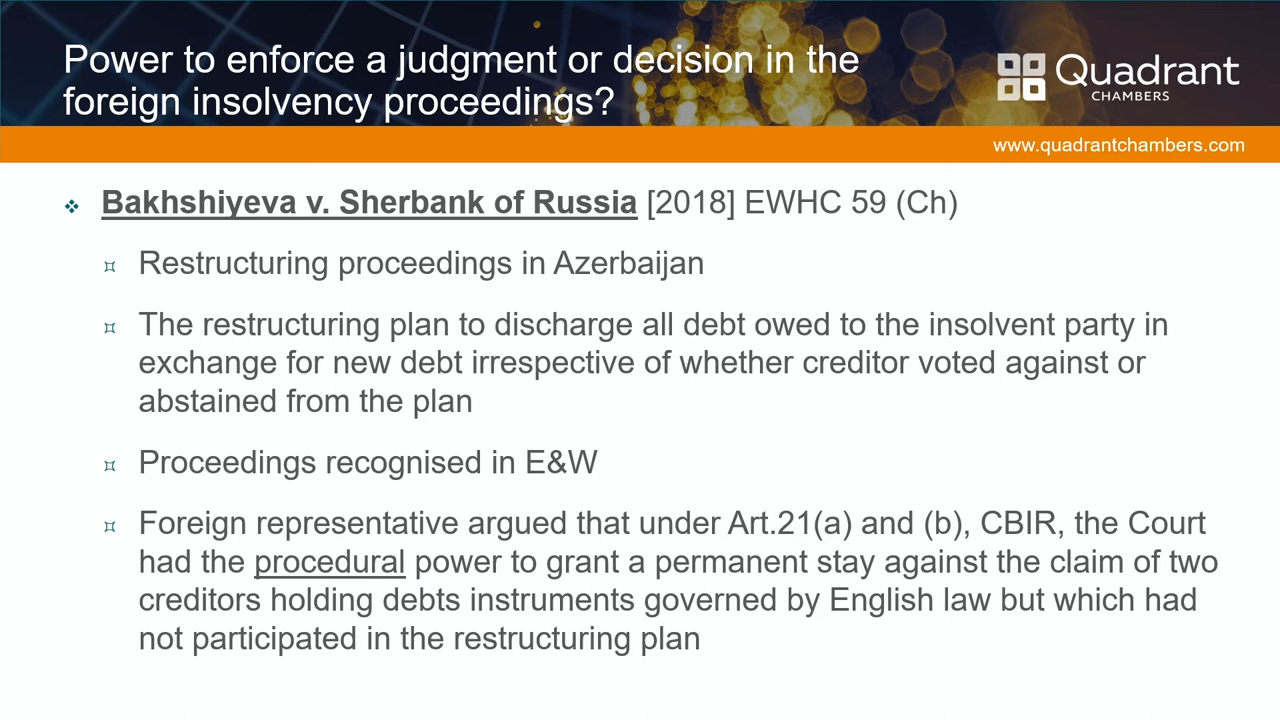 Power to enforce a judgment or decision in the
foreign insolvency proceedings?
Quadrant
CHAMBERS
www.quadrantchambers.com
Bakhshiyeva v. Sherbank of Russia [2018] EWHC 59 (Ch)
Restructuring proceedings in Azerbaijan
The restructuring plan to discharge all debt owed to the insolvent party in
exchange for new debt irrespective of whether creditor voted against or
abstained from the plan
Proceedings recognised in E&W
Foreign representative argued that under Art.21(a) and (b), CBIR, the Court
had the procedural power to grant a permanent stay against the claim of two
creditors holding debts instruments governed by English law but which had
not participated in the restructuring plan